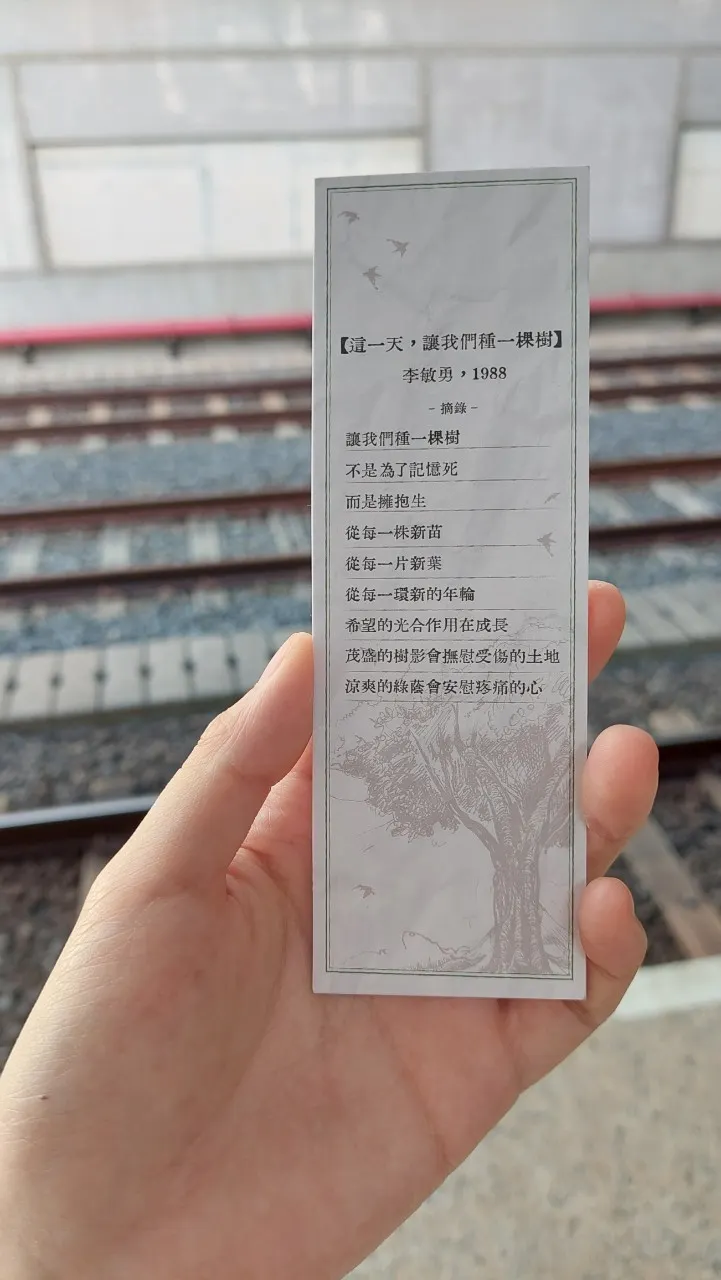 【這一天，讓我們種一棵樹】
李敏勇，1988
－摘錄－
讓我們種一棵樹
不是為了記憶死
而是擁抱生
從每一株新苗
從每一片新葉
從每一環新的年輪
希望的光合作用在成長
茂盛的樹影會撫慰受傷的土地
涼爽的綠蔭會安慰疼痛的心